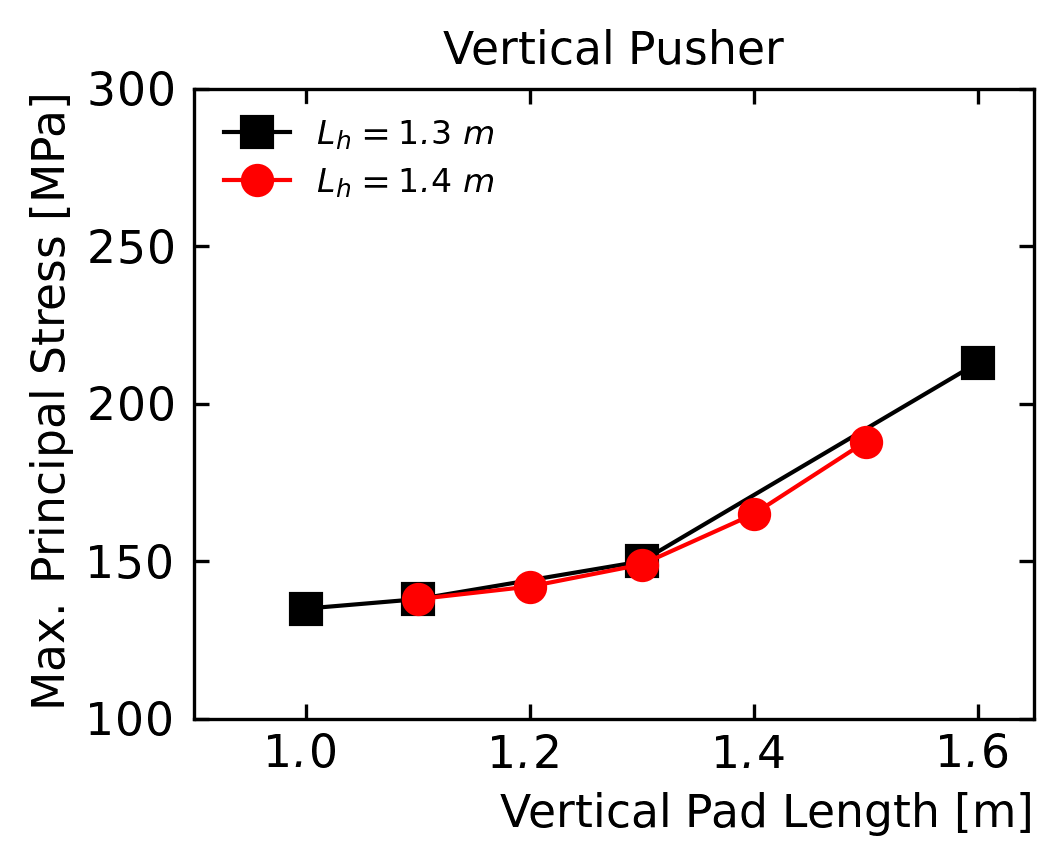 Vertical Pusher
300
250
200
150
100
Max. Principal Stress [MPa]
L_h = 1.3 m
L_h = 1.4 m
1.0 1.2 1.4 1.6
Vertical Pad Length [m]